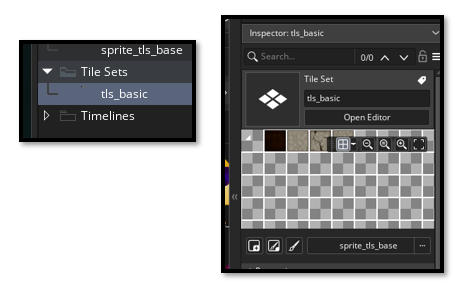 sprite_tls_base
Tile Sets
tls_basic
Timelines
Inspector: tls_basic
Search...
0/0
Tile Set
tls_basic
Open Editor
sprite_tls_base
...